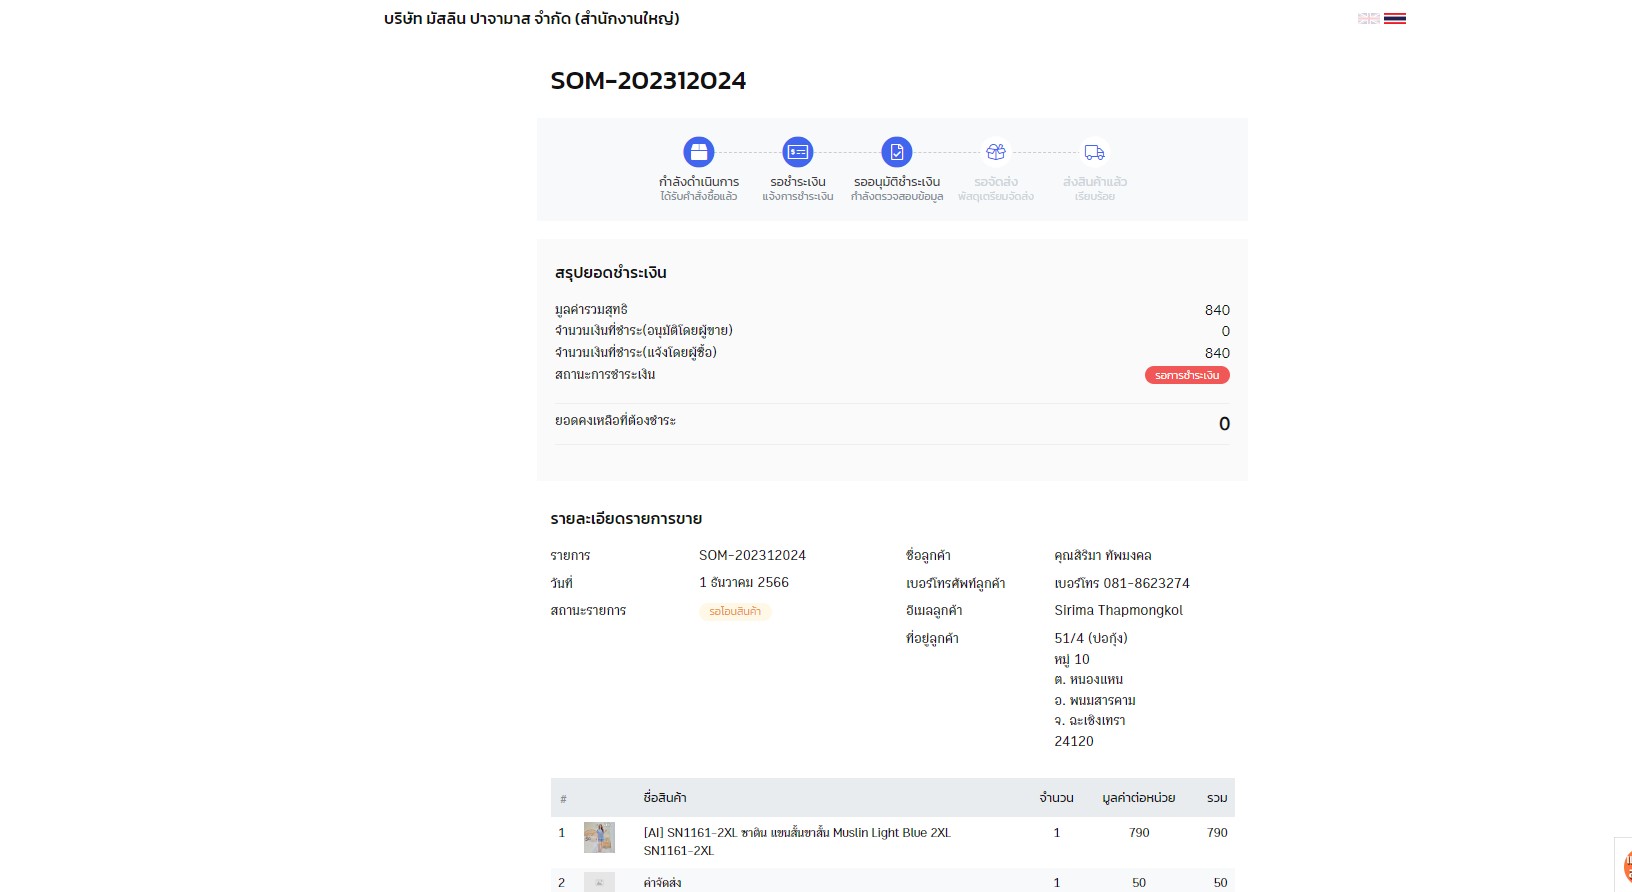 บริษัท มัสลิน ปาจามาส จำกัด (สำนักงานใหญ่)
SOM-202312024
กำลังดำเนินการ
ได้รับคำสั่งซื้อแล้ว
รอชำระเงิน
แจ้งการชำระเงิน
รออนุมัติชำระเงิน
กำลังตรวจสอบข้อมูล
รอจัดส่ง
พัสดุเตรียมจัดส่ง
ส่งสินค้าแล้ว
เรียบร้อย
สรุปยอดชำระเงิน
มูลค่ารวมสุทธิ 840
จำนวนเงินที่ชำระ(อนุมัติโดยผู้ขาย) 0
จำนวนเงินที่ชำระ(แจ้งโดยผู้ซื้อ) 840
สถานะการชำระเงิน รอการชำระเงิน
ยอดคงเหลือที่ต้องชำระ 0
รายละเอียดรายการขาย
รายการ SOM-202312024
วันที่ 1 ธันวาคม 2566
สถานะรายการ รอโอนสินค้า
ชื่อลูกค้า คุณสิริมา ทัพมงคล
เบอร์โทรศัพท์ลูกค้า เบอร์โทร 081-8623274
อีเมลลูกค้า Sirima Thapmongkol
ที่อยู่ลูกค้า 51/4 (บ่อกุ้ง)
หมู่ 10
ต. หนองแหน
อ. พนมสารคาม
จ. ฉะเชิงเทรา
24120
# ชื่อสินค้า จำนวน มูลค่าต่อหน่วย รวม
1 [AI] SN1161-2XL ซาติน แขนสั้นขาสั้น Muslin Light Blue 2XL 1 790 790
SN1161-2XL
2 ค่าจัดส่ง 1 50 50